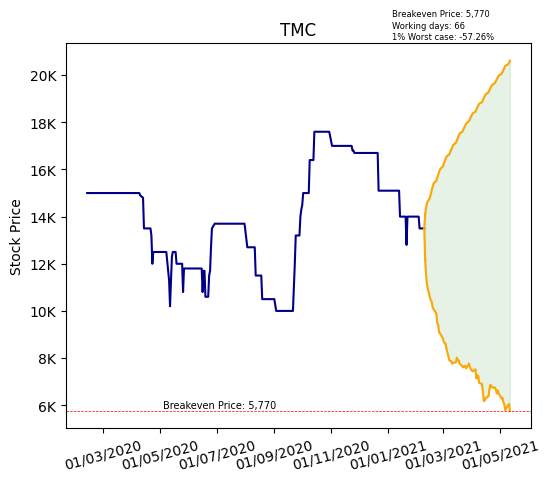 Breakeven Price: 5,770
Working days: 66
1% Worst case: -57.26%
TMC
Stock Price
20K
18K
16K
14K
12K
10K
8K
6K
Breakeven Price: 5,770
01/03/2020
01/05/2020
01/07/2020
01/09/2020
01/11/2020
01/01/2021
01/03/2021
01/05/2021